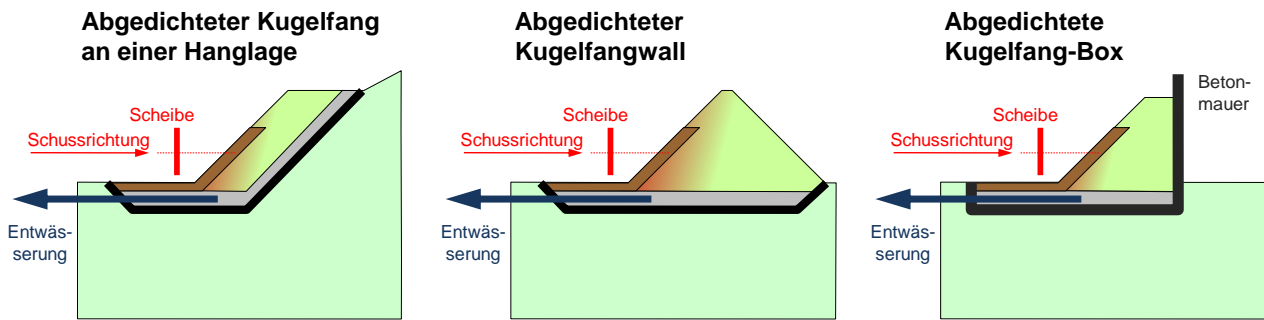 Abgedichteter Kugelfang
an einer Hanglage
Scheibe
Schussrichtung
Entwäs-
serung
Abgedichteter
Kugelfangwall
Scheibe
Schussrichtung
Entwäs-
serung
Abgedichtete
Kugelfang-Box
Beton-
mauer
Scheibe
Schussrichtung
Entwäs-
serung